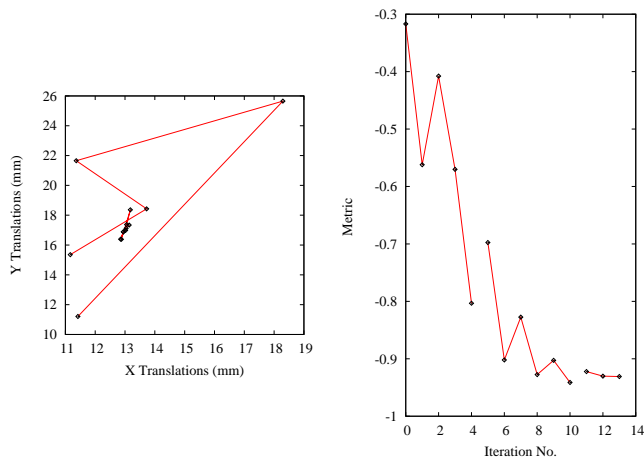 26
24
22
20
18
16
14
12
10
Y Translations (mm)
11 12 13 14 15 16 17 18 19
X Translations (mm)
-0.3
-0.4
-0.5
-0.6
-0.7
-0.8
-0.9
-1
Metric
0 2 4 6 8 10 12 14
Iteration No.